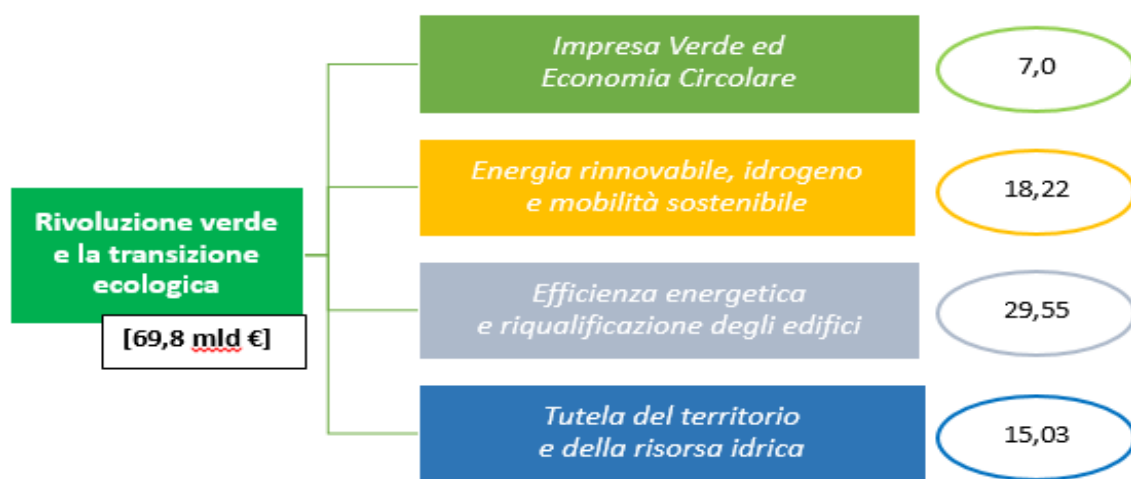 Impresa Verde ed
Economia Circolare
7,0
Energia rinnovabile, idrogeno
e mobilità sostenibile
18,22
Rivoluzione verde
e la transizione
ecologica
[69,8 mld €]
Efficienza energetica
e riqualificazione degli edifici
29,55
Tutela del territorio
e della risorsa idrica
15,03